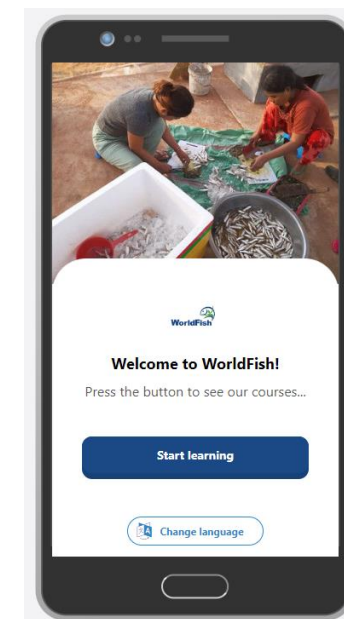 WorldFish
Welcome to WorldFish!
Press the button to see our courses...
Start learning
Change language